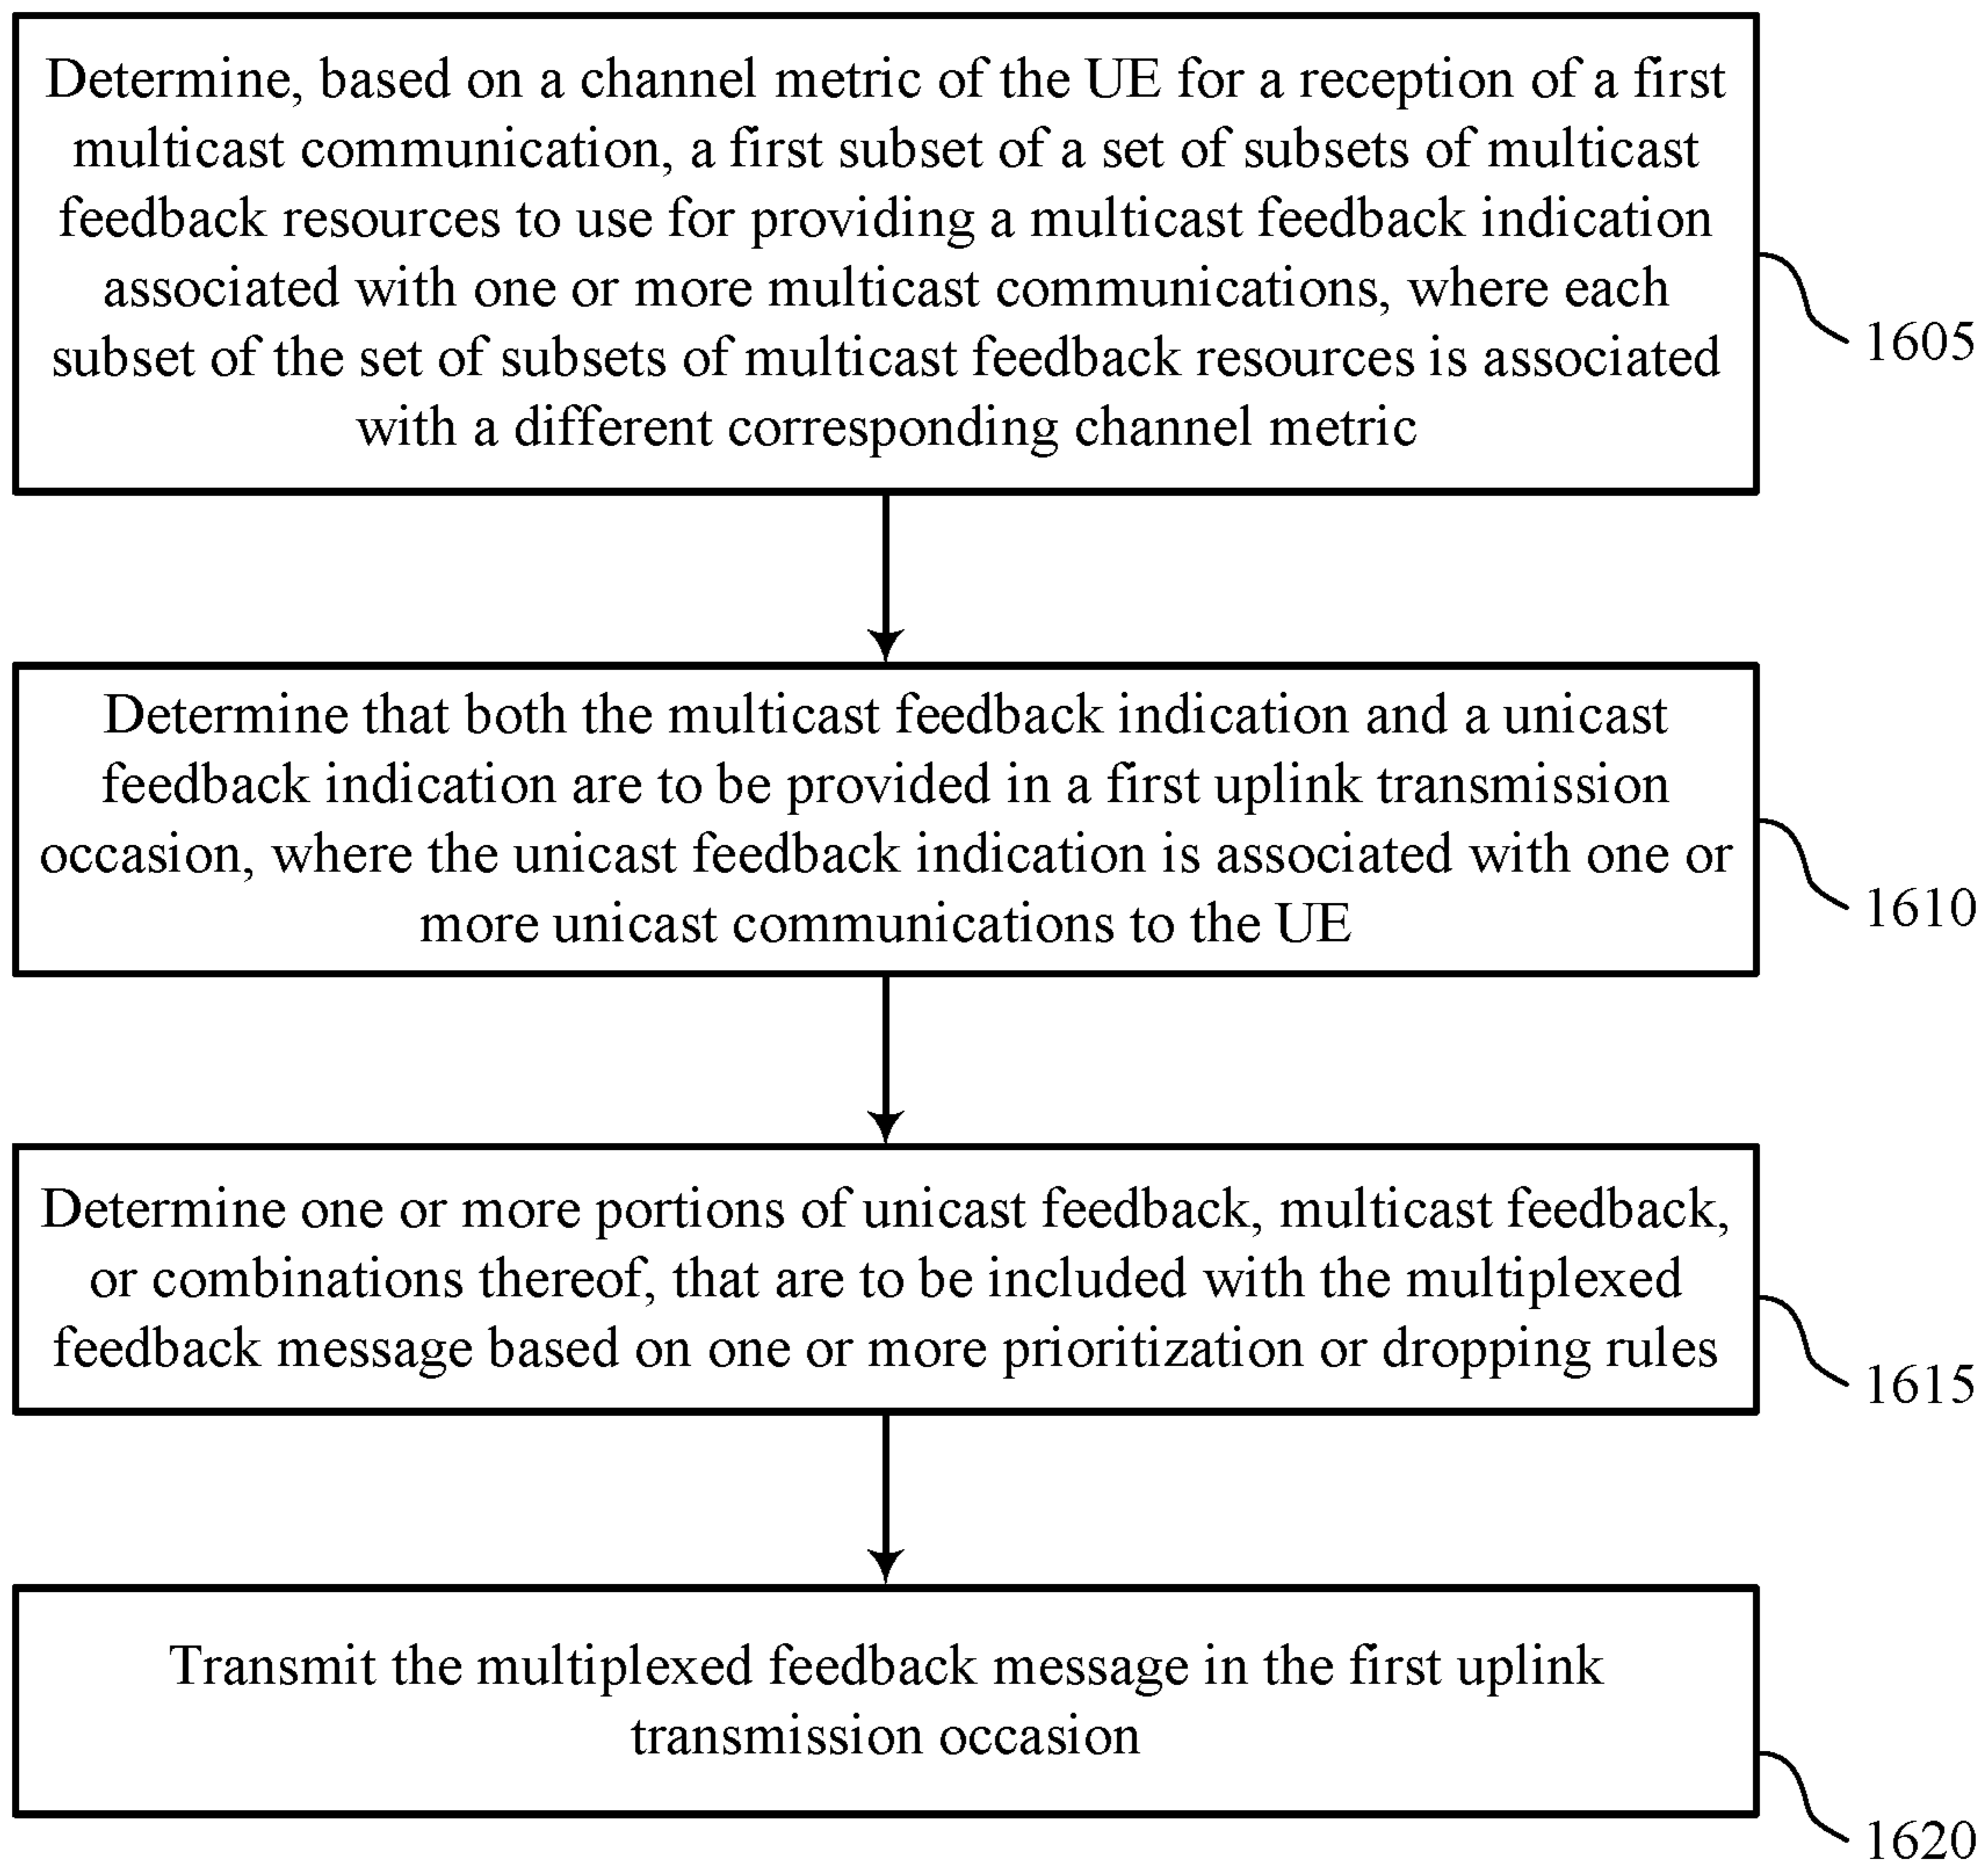 Determine, based on a channel metric of the UE for a reception of a first
multicast communication, a first subset of a set of subsets of multicast
feedback resources to use for providing a multicast feedback indication
associated with one or more multicast communications, where each
subset of the set of subsets of multicast feedback resources is associated
with a different corresponding channel metric
1605
Determine that both the multicast feedback indication and a unicast
feedback indication are to be provided in a first uplink transmission
occasion, where the unicast feedback indication is associated with one or
more unicast communications to the UE
1610
Determine one or more portions of unicast feedback, multicast feedback,
or combinations thereof, that are to be included with the multiplexed
feedback message based on one or more prioritization or dropping rules
1615
Transmit the multiplexed feedback message in the first uplink
transmission occasion
1620